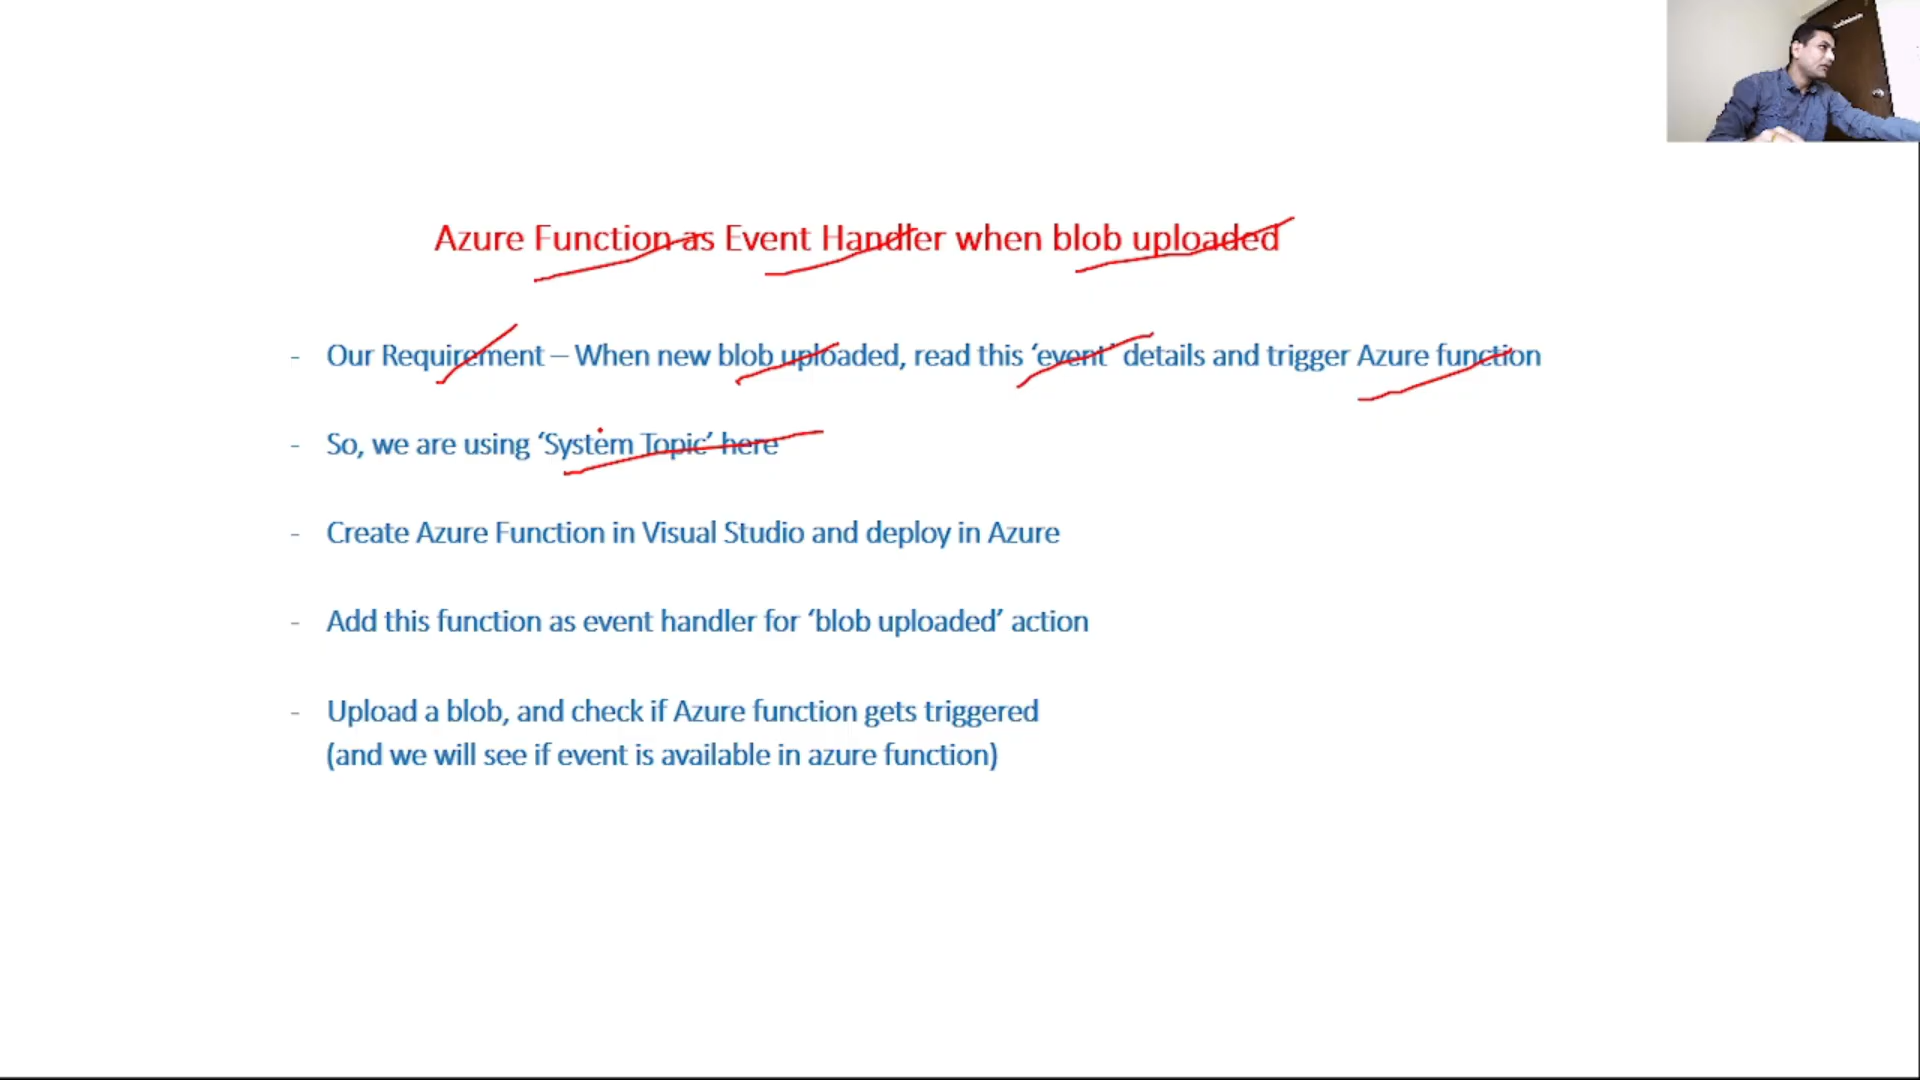 Azure Function as Event Handler when blob uploaded
- Our Requirement – When new blob uploaded, read this ‘event’ details and trigger Azure function
- So, we are using ‘System Topic’ here
- Create Azure Function in Visual Studio and deploy in Azure
- Add this function as event handler for ‘blob uploaded’ action
- Upload a blob, and check if Azure function gets triggered
(and we will see if event is available in azure function)